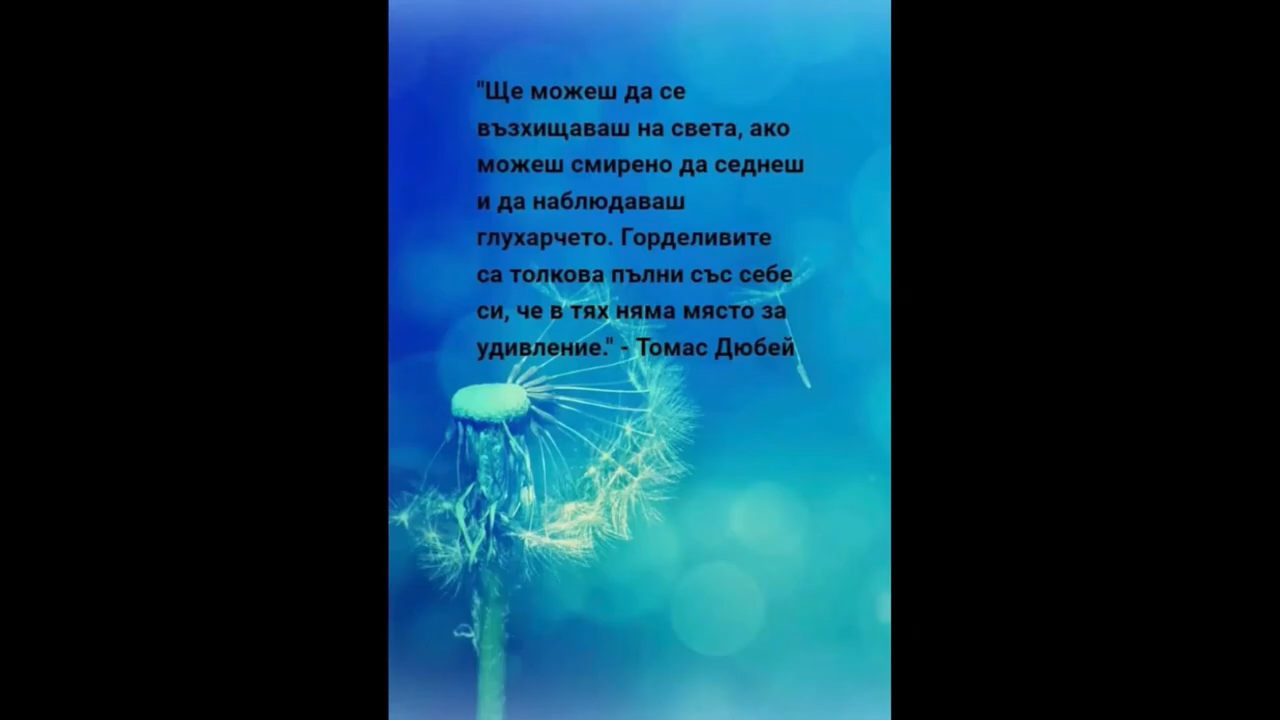 "Ще можеш да се
възхищаваш на света, ако
можеш смирено да седнеш
и да наблюдаваш
глухарчето. Горделивите
са толкова пълни със себе
си, че в тях няма място за
удивление." - Томас Дюбей